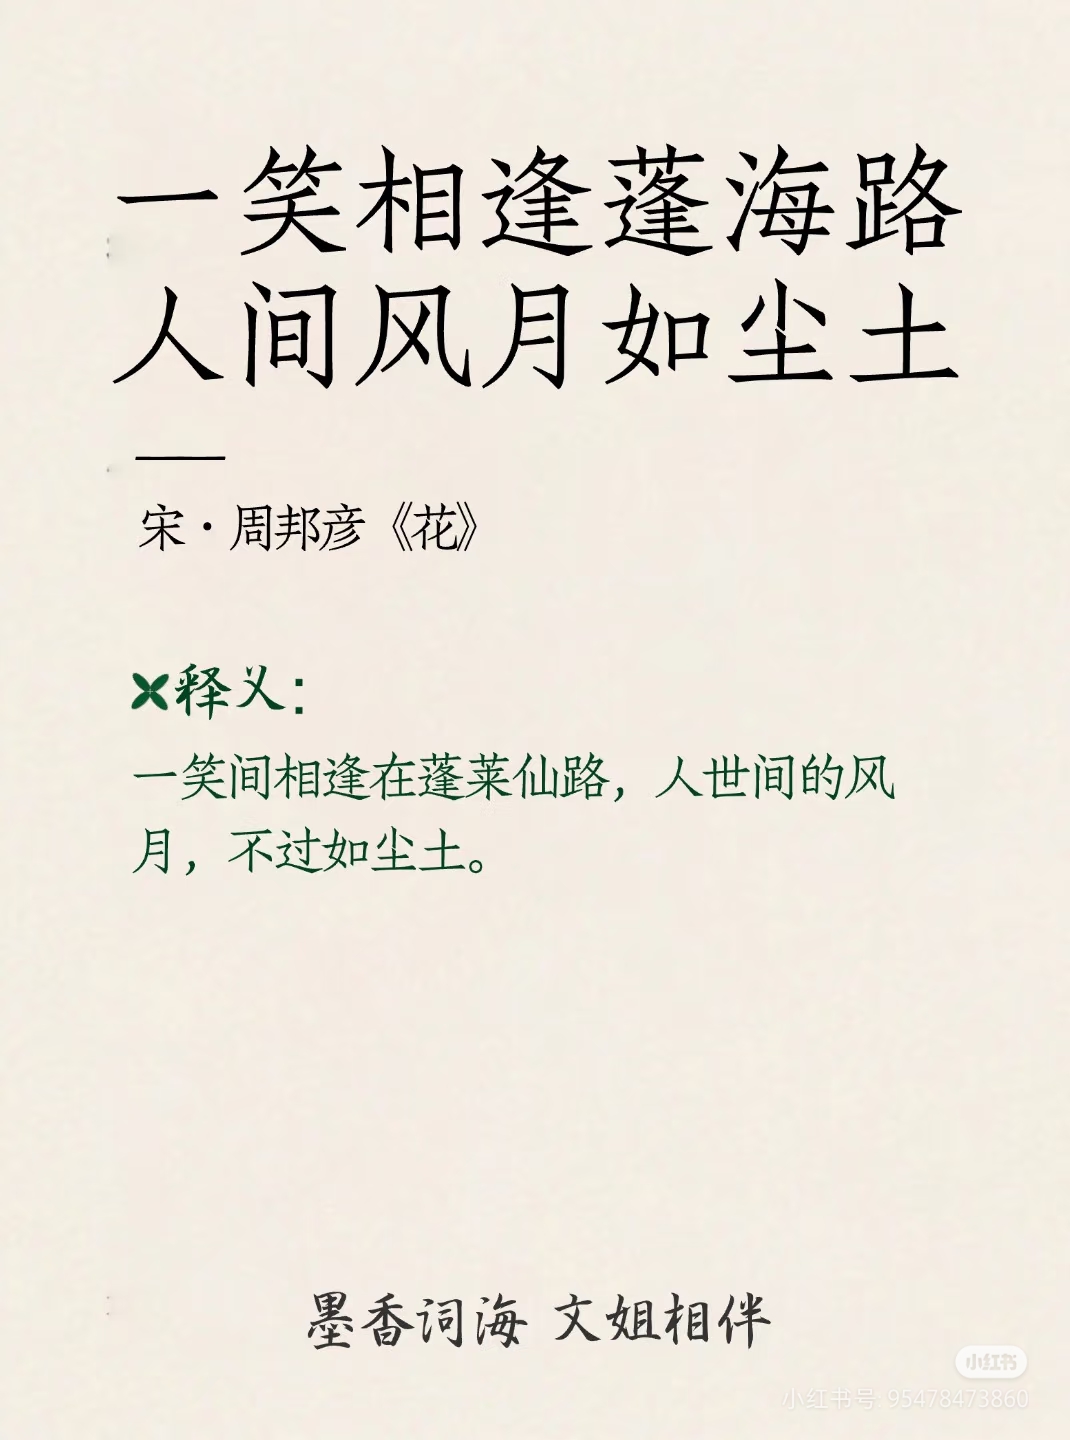 一笑相逢蓬海路
人间风月如尘土
宋·周邦彦《花》
释义：
一笑间相逢在蓬莱仙路，人世间的风
月，不过如尘土。
墨香词海 文姐相伴
小红书
小红书号 95478473860